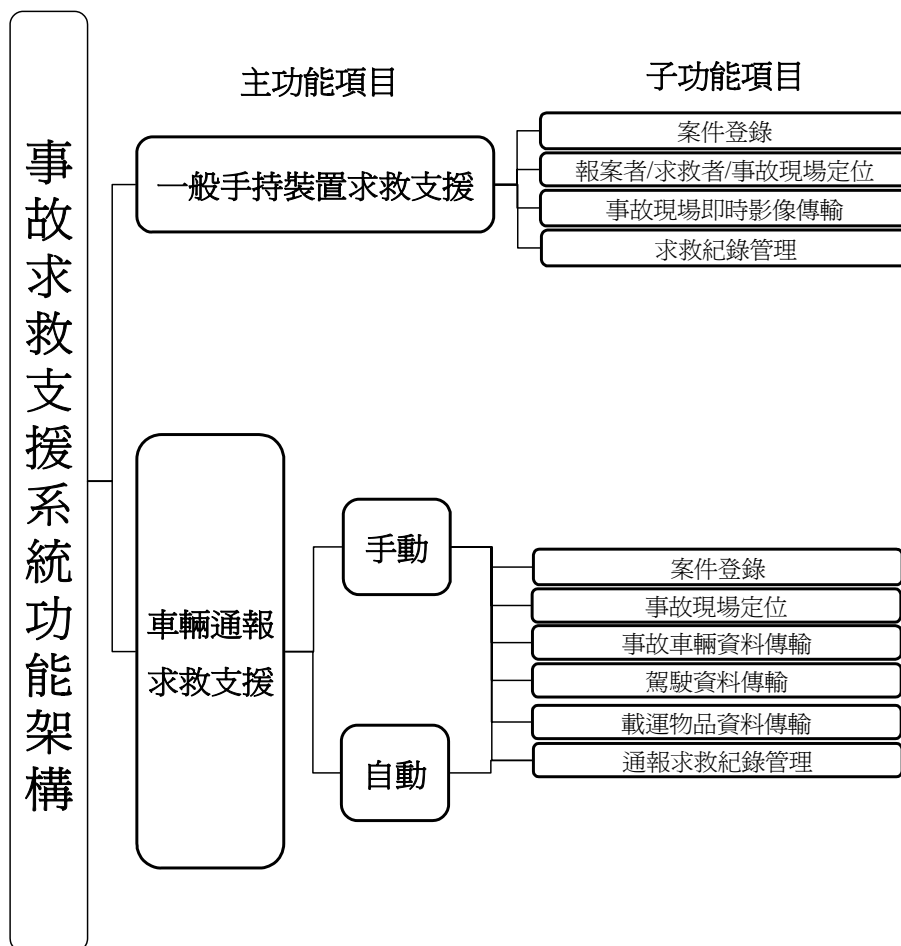 事故求救支援系統功能架構
主功能項目
子功能項目
一般手持裝置求救支援
案件登錄
報案者/求救者/事故現場定位
事故現場即時影像傳輸
求救紀錄管理
車輛通報
求救支援
手動
自動
案件登錄
事故現場定位
事故車輛資料傳輸
駕駛資料傳輸
載運物品資料傳輸
通報求救紀錄管理